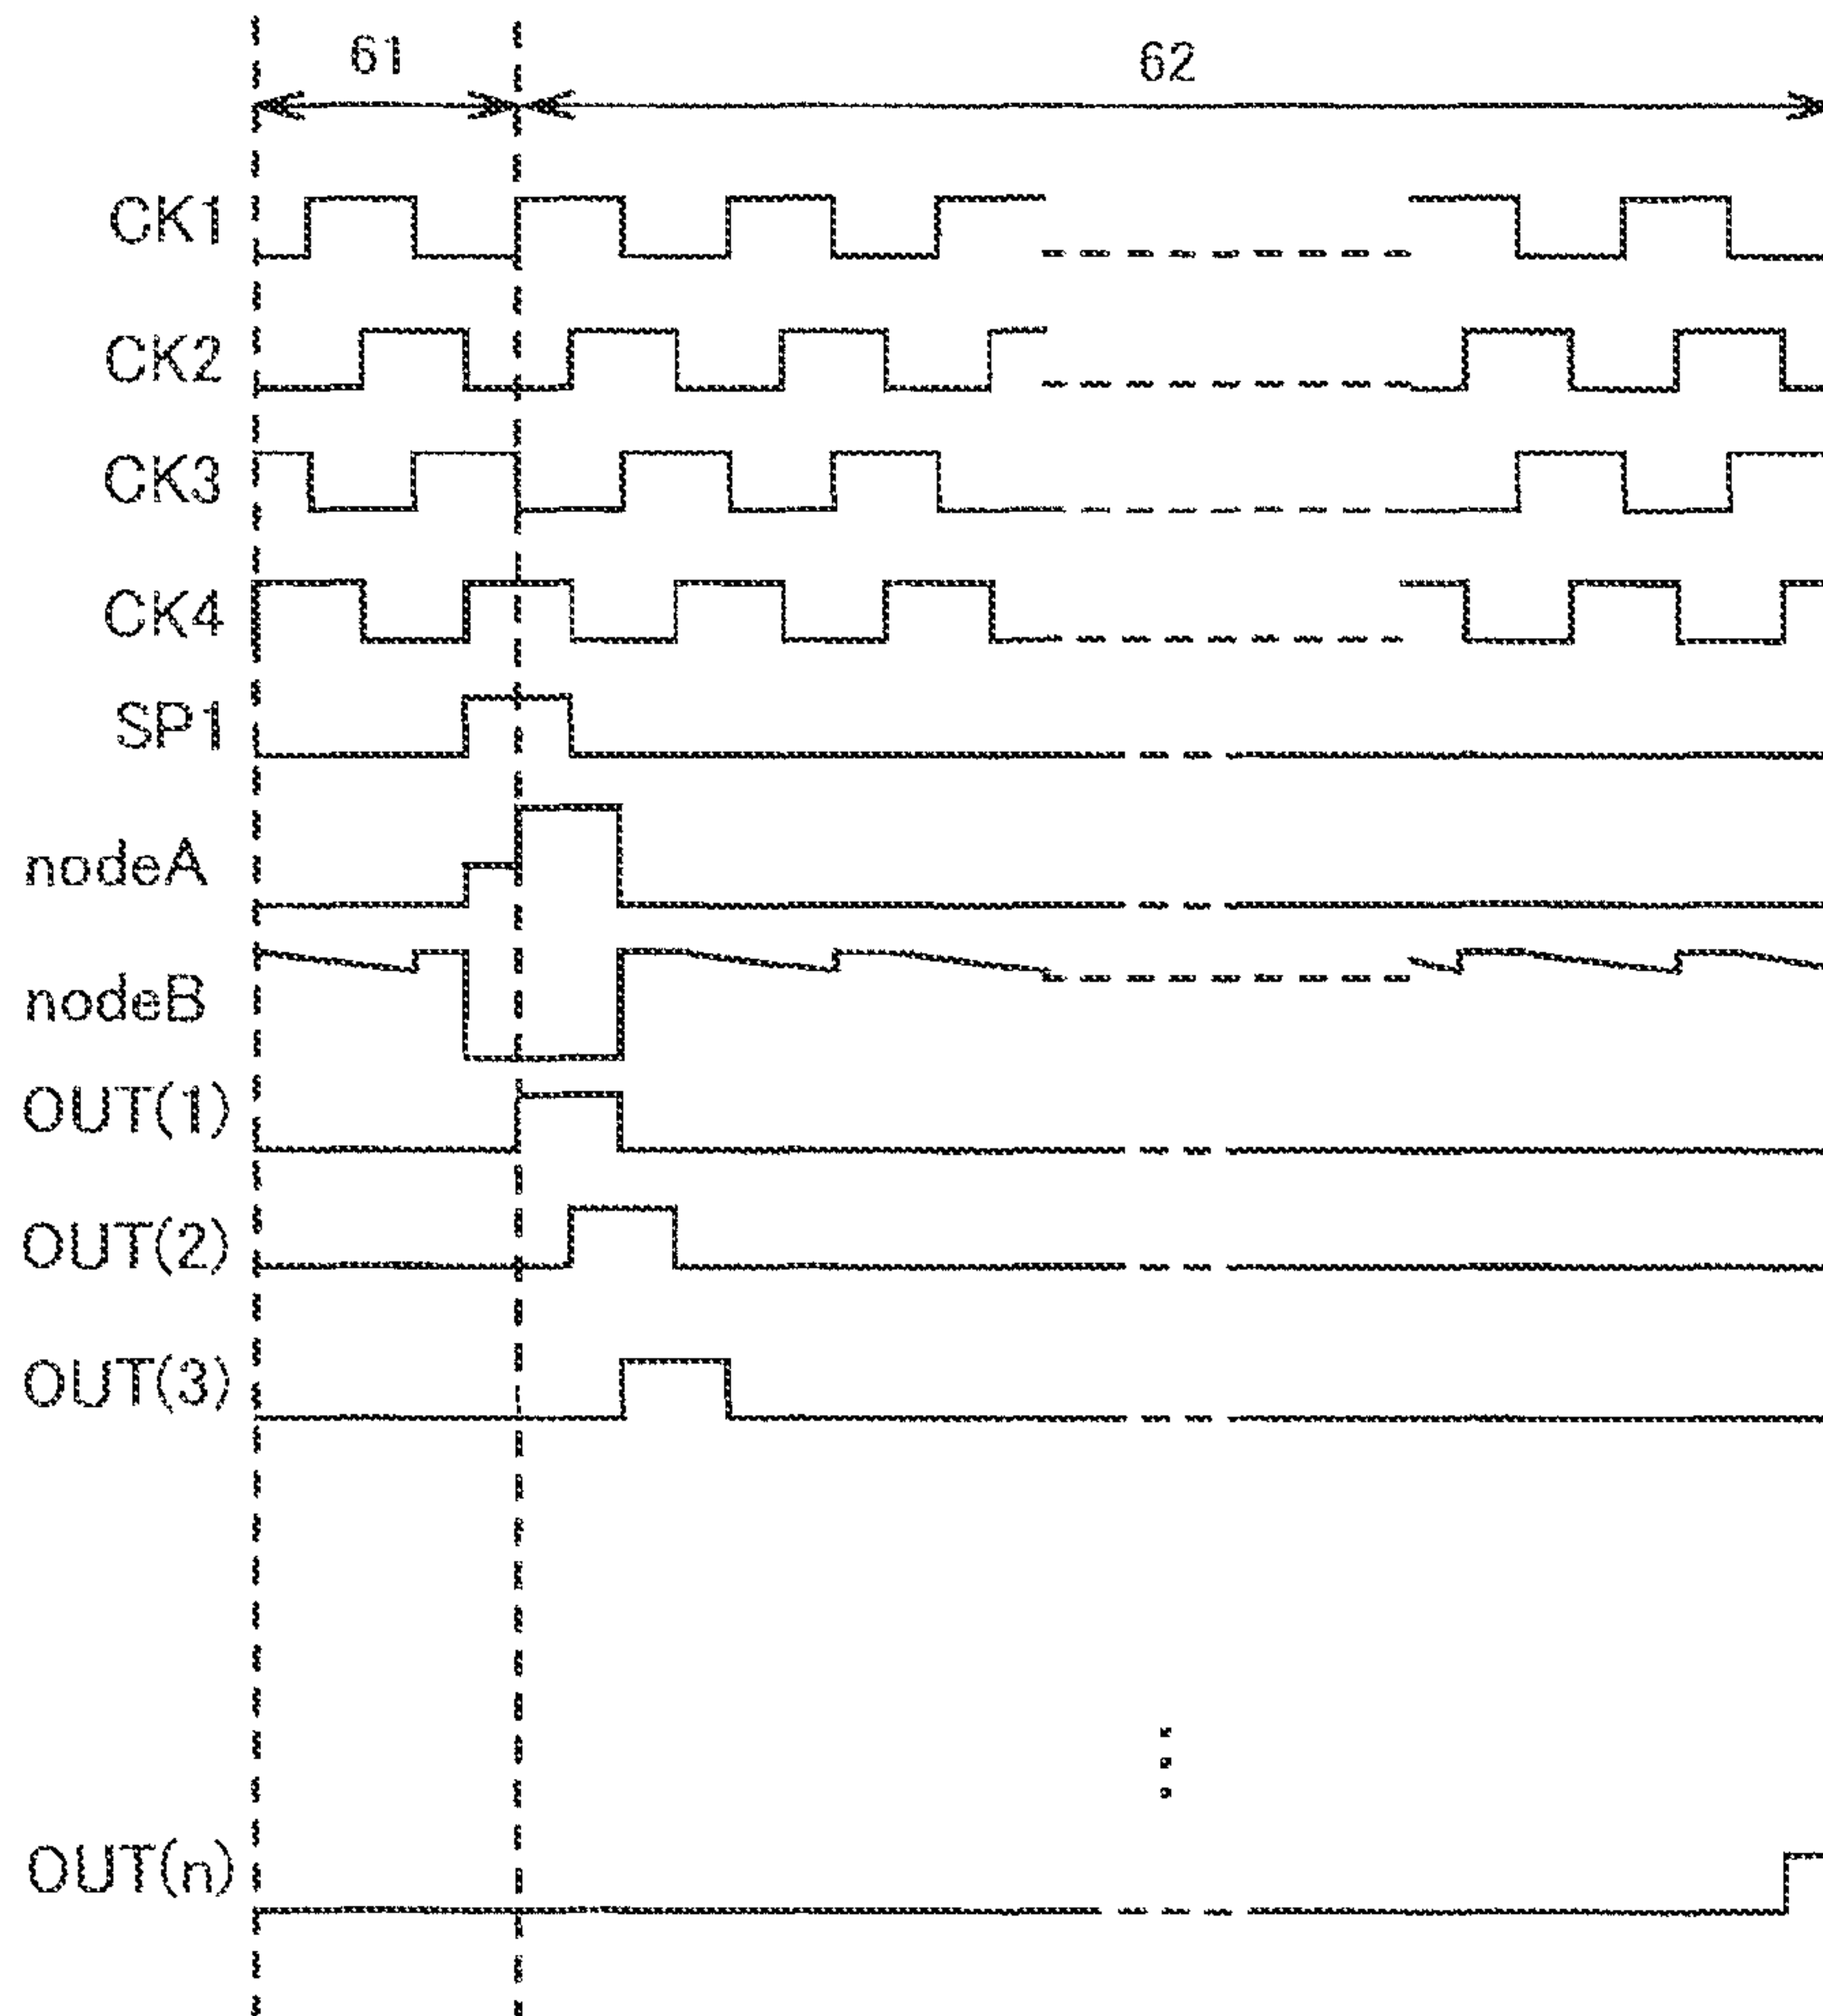 61 62
CK1
CK2
CK3
CK4
SP1
nodeA
nodeB
OUT(1)
OUT(2)
OUT(3)
OUT(n)